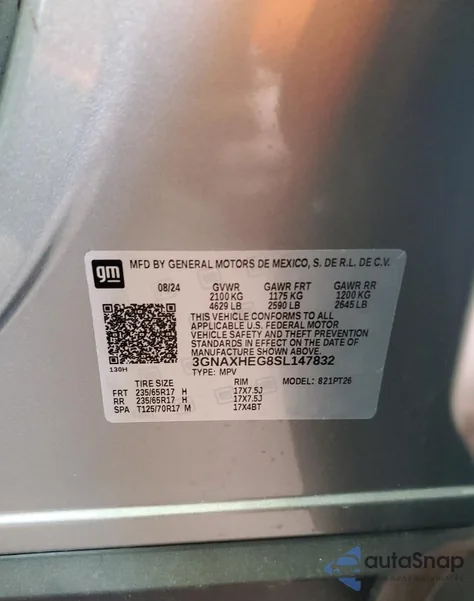 gm
MFD BY GENERAL MOTORS DE MEXICO, S. DE R.L. DE C.V.
08/24 GVWR GAWR FRT GAWR RR
2100 KG 1175 KG 1200 KG
4629 LB 2590 LB 2645 LB
THIS VEHICLE CONFORMS TO ALL
APPLICABLE U.S. FEDERAL MOTOR
VEHICLE SAFETY AND THEFT PREVENTION
STANDARDS IN EFFECT ON THE DATE OF
MANUFACTURE SHOWN ABOVE.
3GNAXHEG8SL147832
130H
TYPE: MPV
TIRE SIZE RIM MODEL: 821PT26
FRT 235/65R17 H 17X7.5J
RR 235/65R17 H 17X7.5J
SPA T125/70R17 M 17X4BT
autoSnap